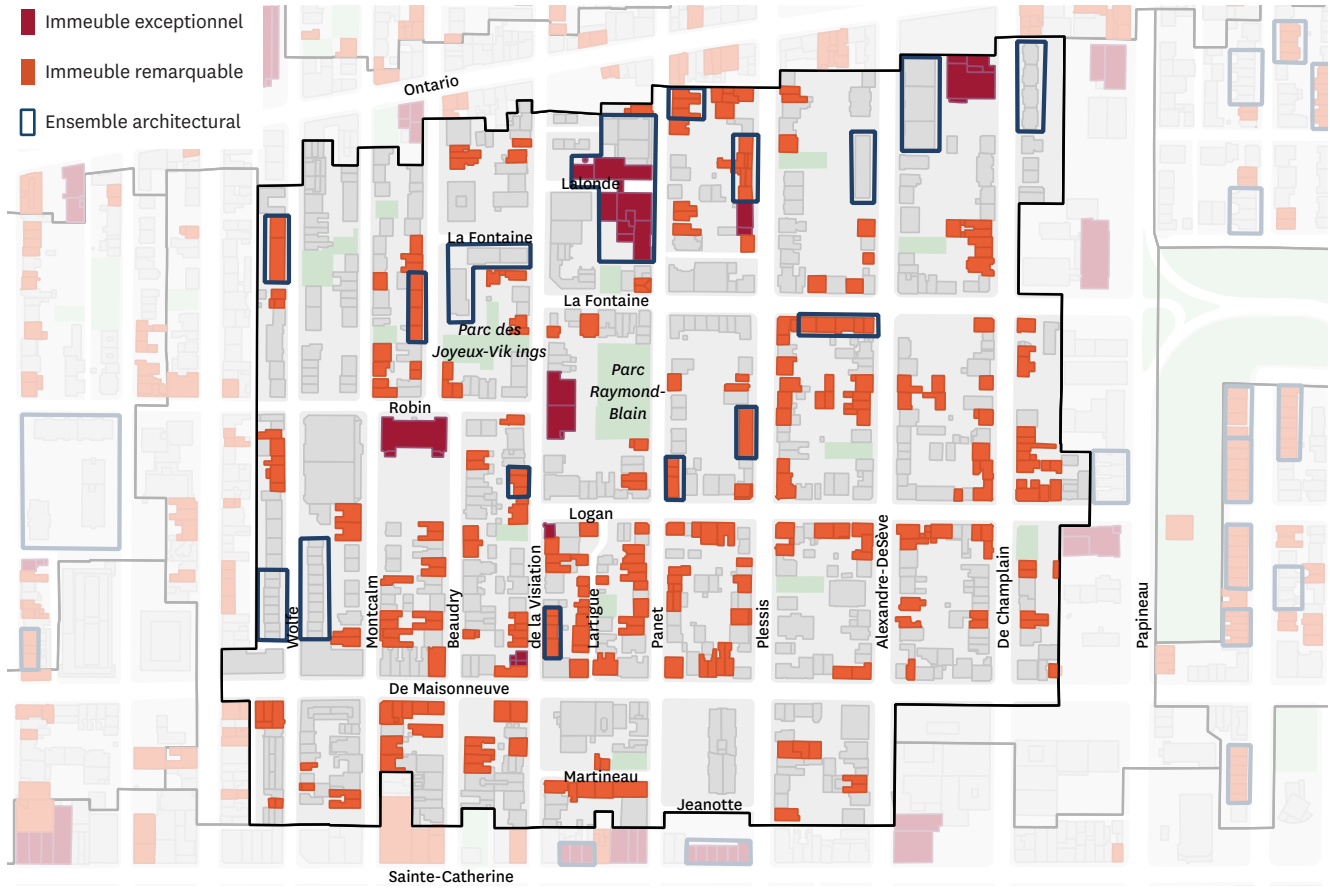 Immeuble exceptionnel
Immeuble remarquable
Ensemble architectural
Ontario
Lalonde
La Fontaine
La Fontaine
Parc des
Joyeux-Vik ings
Parc
Raymond-
Blain
Robin
Logan
Wolfe
Montcalm
Beaudry
de la Visiation
Lartigue
Panet
Plessis
Alexandre-DeSève
De Champlain
Papineau
De Maisonneuve
Martineau
Jeanotte
Sainte-Catherine